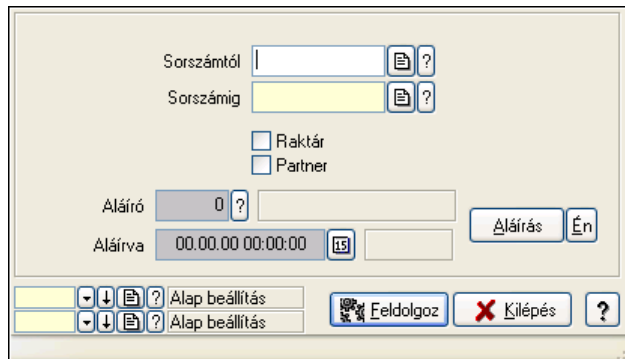 Sorszámtól ?
Sorszámig ?
Raktár
Partner
Aláíró 0 ?
Aláírva 00.00.00 00:00:00 15
Aláírás Én
? Alap beállítás
? Alap beállítás
Feldolgoz Kilépés ?